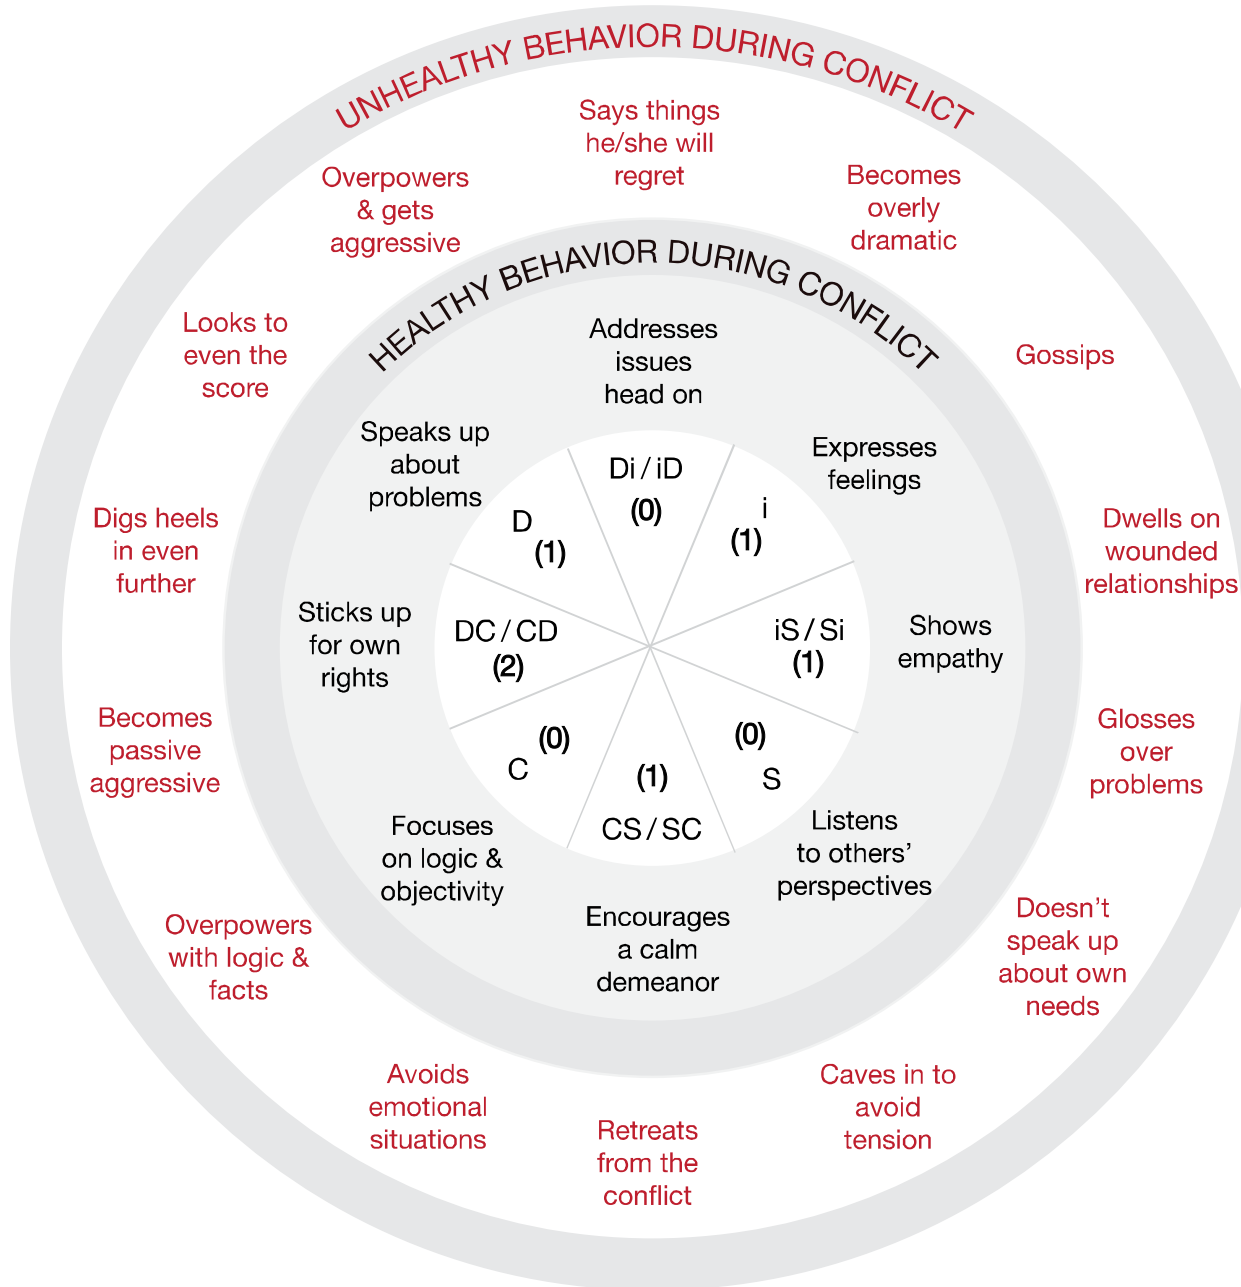 UNHEALTHY BEHAVIOR DURING CONFLICT
Says things
he/she will
regret
Becomes
overly
dramatic
Gossips
Dwells on
wounded
relationships
Glosses
over
problems
Doesn't
speak up
about own
needs
Caves in to
avoid
tension
Retreats
from the
conflict
Avoids
emotional
situations
Overpowers
with logic &
facts
Becomes
passive
aggressive
Digs heels
in even
further
Looks to
even the
score
Overpowers
& gets
aggressive
HEALTHY BEHAVIOR DURING CONFLICT
Addresses
issues
head on
Expresses
feelings
Shows
empathy
Listens
to others’
perspectives
Encourages
a calm
demeanor
Focuses
on logic &
objectivity
Sticks up
for own
rights
Speaks up
about
problems
Di / iD
(0)
i
(1)
iS / Si
(1)
(0)
S
(1)
CS / SC
(0)
C
DC / CD
(2)
D
(1)